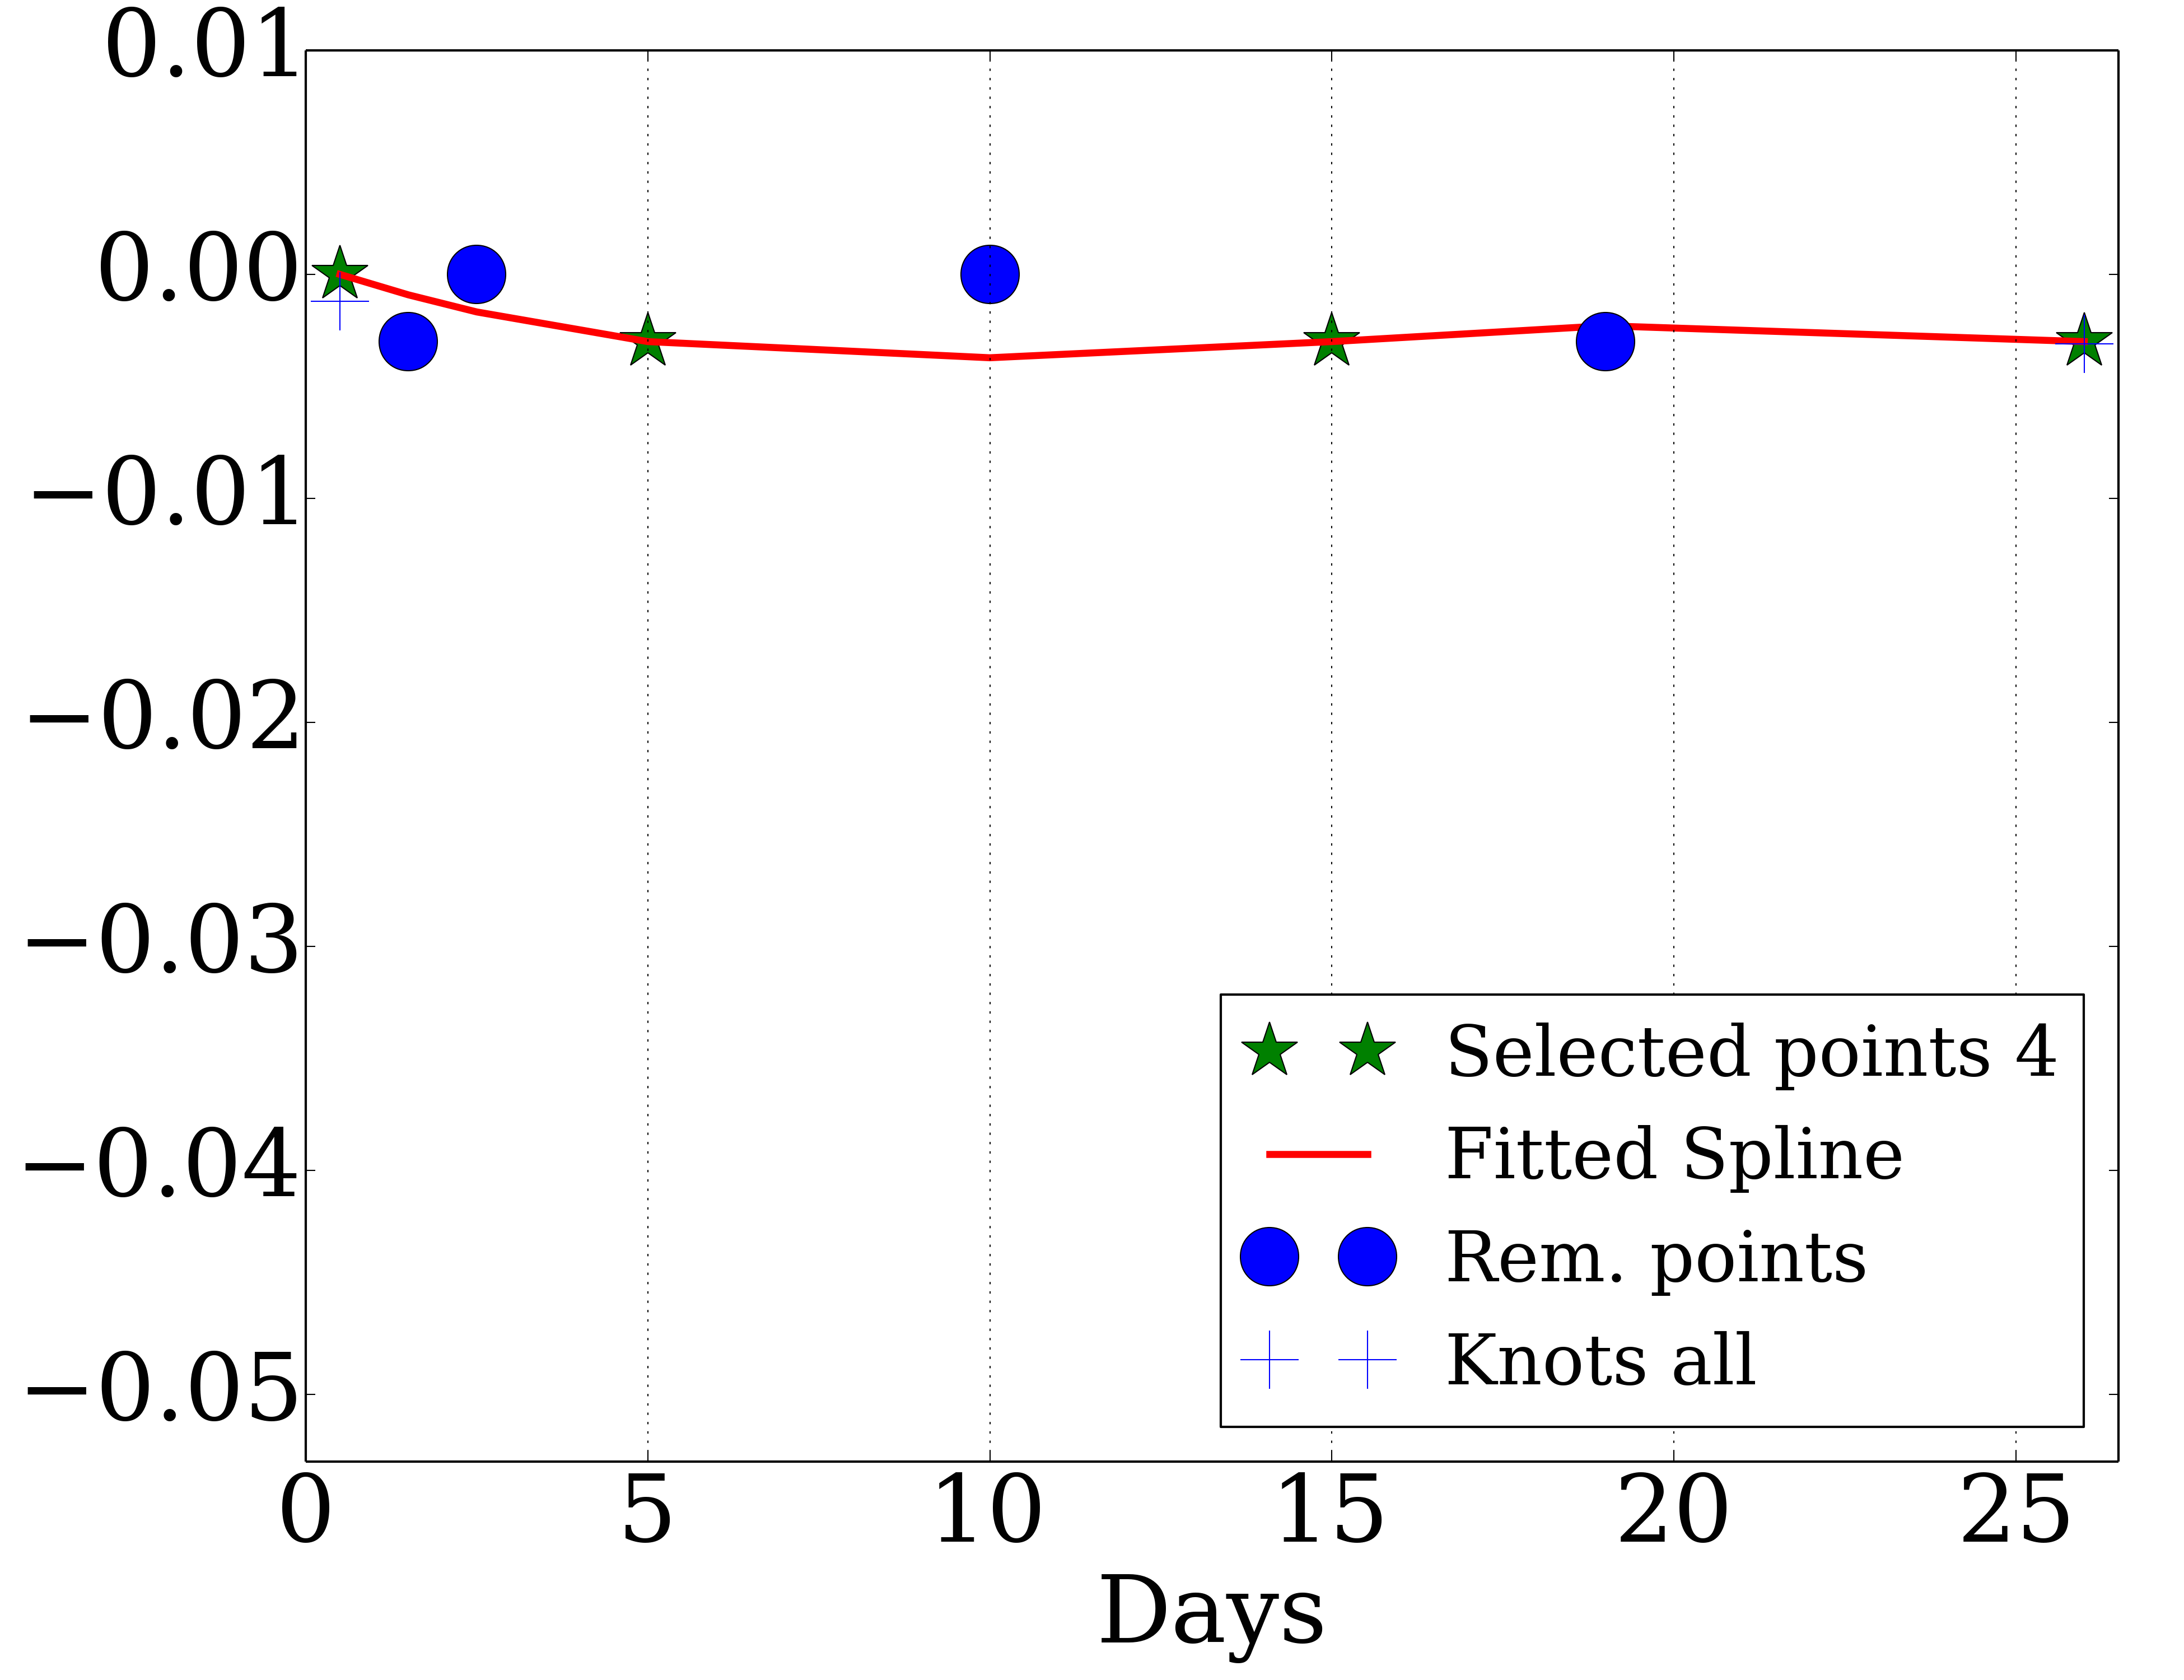 0.01
0.00
−0.01
−0.02
−0.03
−0.04
−0.05
Selected points 4
Fitted Spline
Rem. points
Knots all
0 5 10 15 20 25
Days